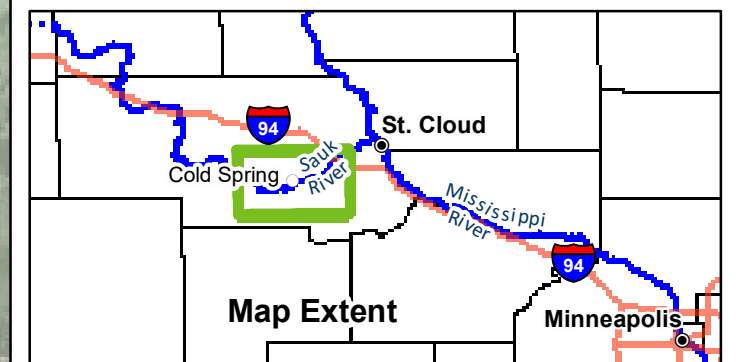 94
St. Cloud
Sauk
River
Cold Spring
Mississippi
River
94
Map Extent
Minneapolis